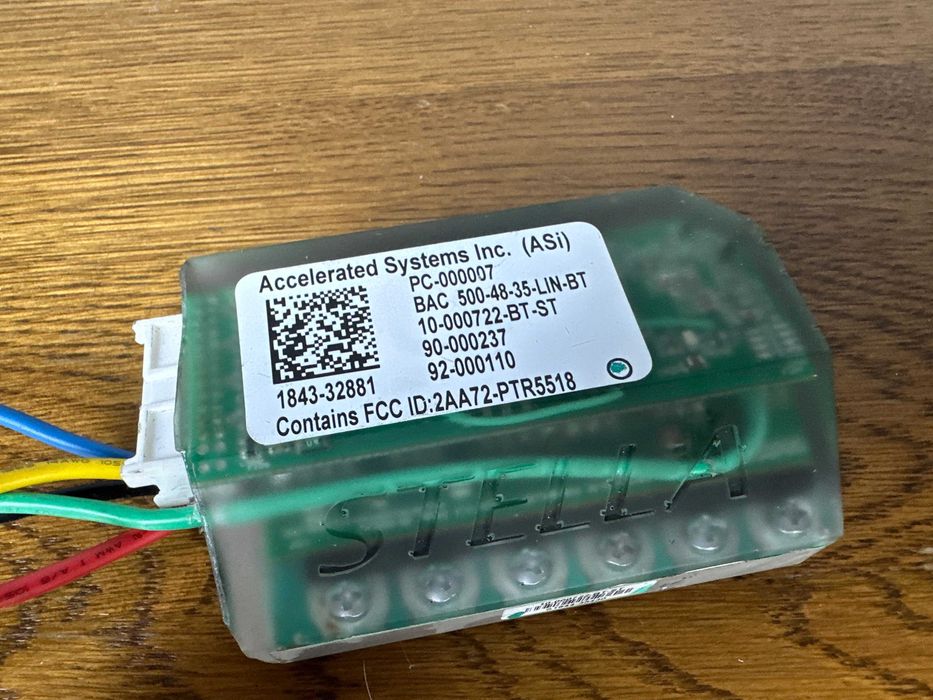 Accelerated Systems Inc. (ASi)
PC-000007
BAC 500-48-35-LIN-BT
10-000722-BT-ST
90-000237
92-000110
1843-32881
Contains FCC ID:2AA72-PTR5518
STELLA